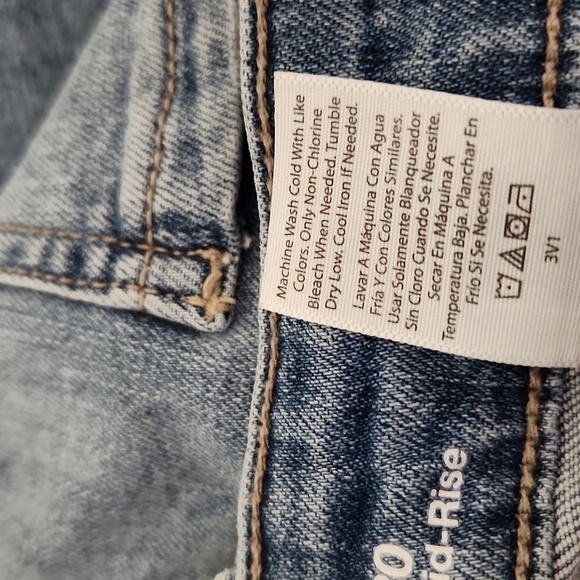 Machine Wash Cold With Like
Colors. Only Non-Chlorine
Bleach When Needed. Tumble
Dry Low. Cool Iron If Needed.
Lavar A Máquina Con Agua
Fría Y Con Colores Similares.
Usar Solamente Blanqueador
Sin Cloro Cuando Se Necesite.
Secar En Máquina A
Temperatura Baja. Planchar En
Frío SÍ Se Necesita.
3V1
id-Rise